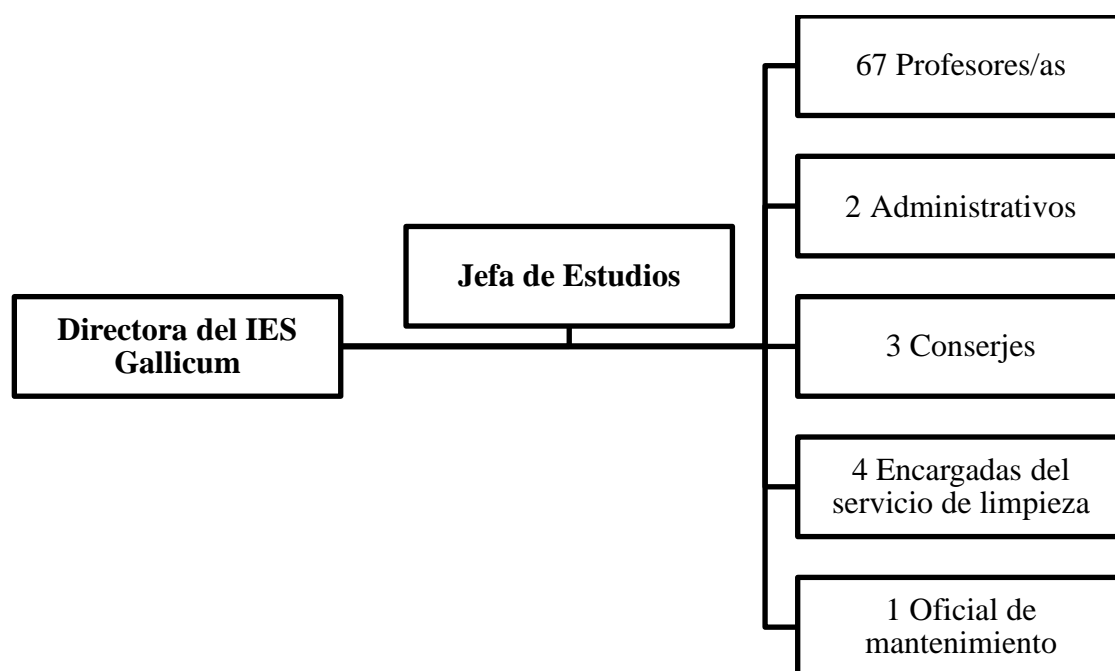 67 Profesores/as
2 Administrativos
Jefa de Estudios
Directora del IES
Gallicum
3 Conserjes
4 Encargadas del
servicio de limpieza
1 Oficial de
mantenimiento